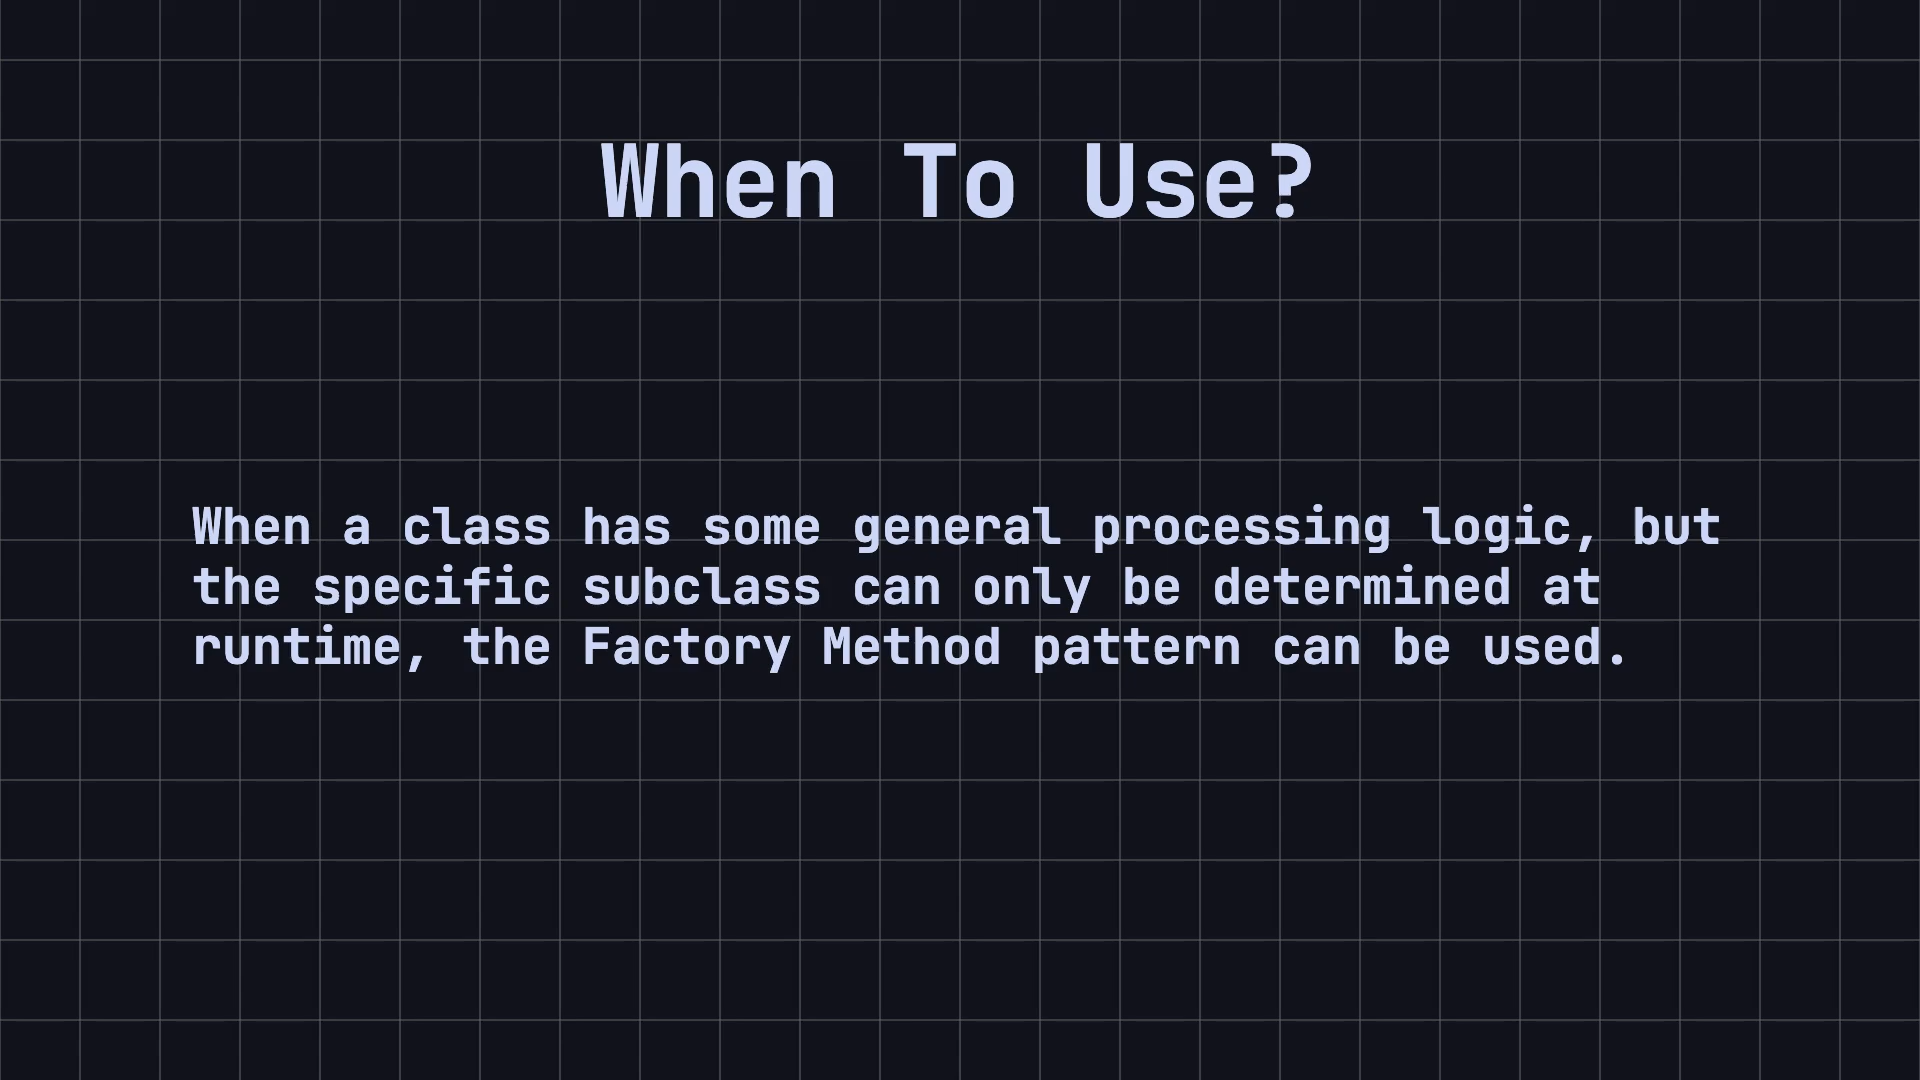 When To Use?
When a class has some general processing logic, but
the specific subclass can only be determined at
runtime, the Factory Method pattern can be used.